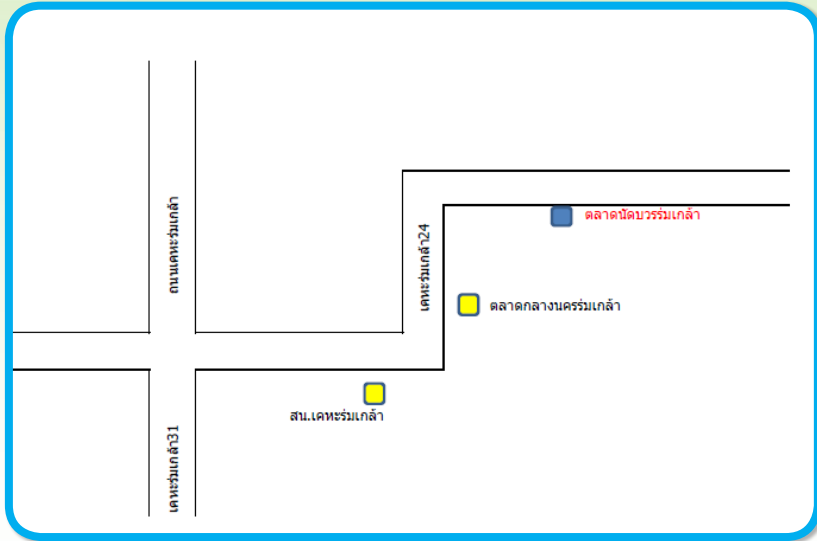 ถนนเคหะร่มเกล้า
เคหะร่มเกล้า24
ตลาดนัดบวรร่มเกล้า
ตลาดกลางนครร่มเกล้า
สน.เคหะร่มเกล้า
เคหะร่มเกล้า31